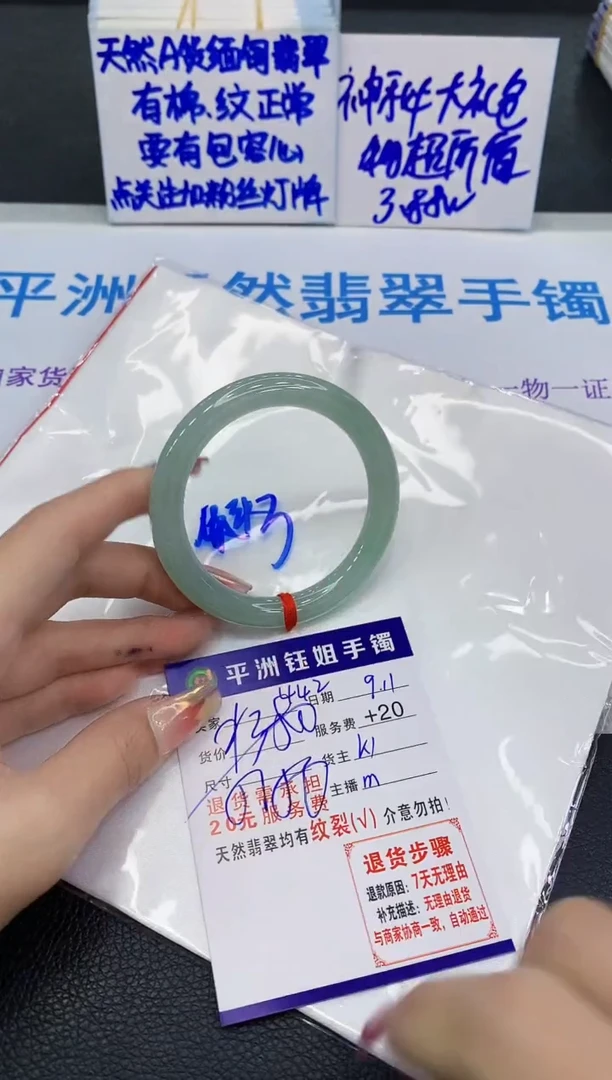 天然A货缅甸翡翠
有棉、纹正常
要有包容心
点关注加粉丝灯牌
神秘大礼包
物超所值
平洲天然翡翠手镯
自家货
一物一证
平洲钰姐手镯
442
卖家
日期 9.11
货价
服务费 +20
尺寸
货主 k1
主播 m
退货需承担
20元服务费
天然翡翠均有纹裂(√)介意勿拍!
退货步骤
退款原因:7天无理由
补充描述:无理由退货
与商家协商一致,自动通过